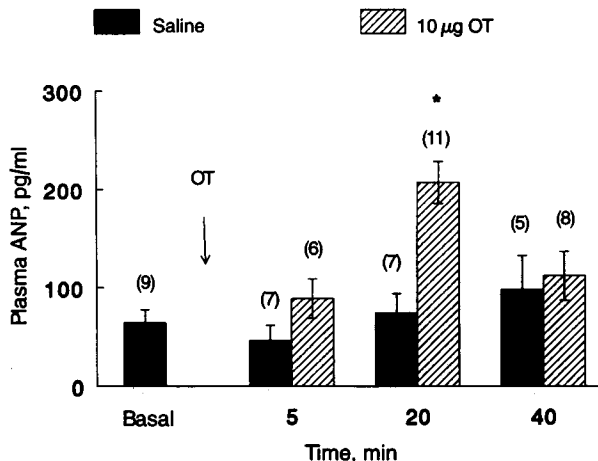 Saline 10 µg OT
300
200
100
0
Plasma ANP, pg/ml
OT
*
(11)
(9)
(7)
(6)
(7)
(5)
(8)
Basal 5 20 40
Time, min